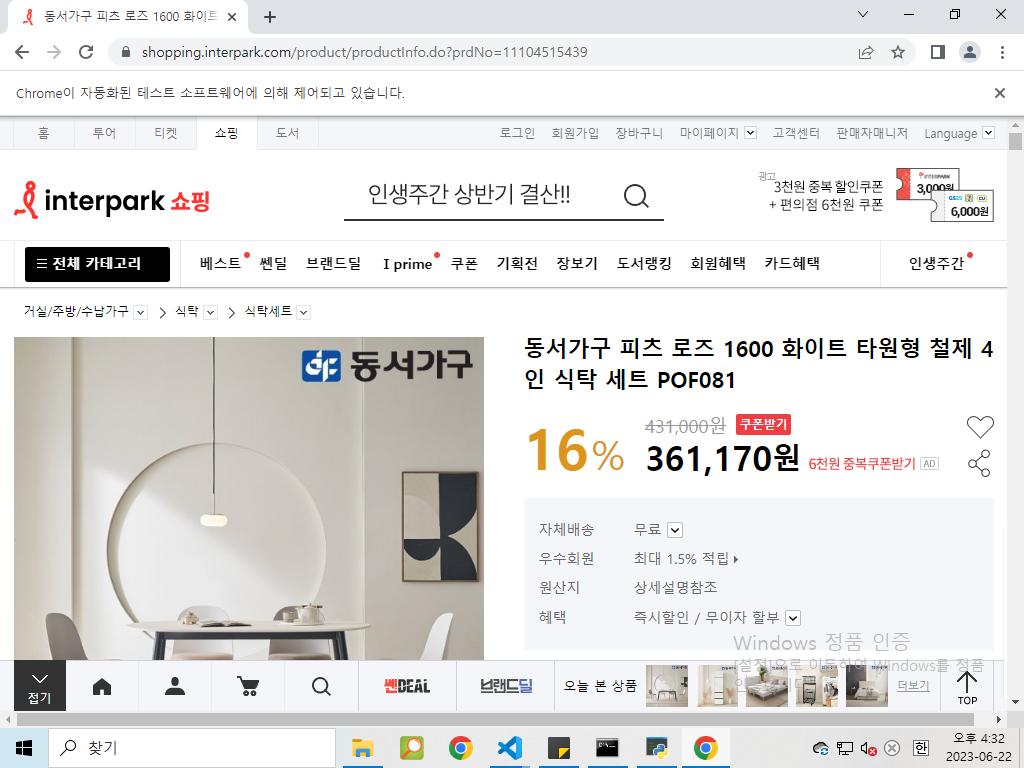 동서가구 피츠 로즈 1600 화이트
shopping.interpark.com/product/productInfo.do?prdNo=11104515439
Chrome이 자동화된 테스트 소프트웨어에 의해 제어되고 있습니다.
홈 투어 티켓 쇼핑 도서 로그인 회원가입 장바구니 마이페이지 고객센터 판매자매니저 Language
interpark 쇼핑
인생주간 상반기 결산!!
광고
3천원 중복할인쿠폰
+ 편의점 6천원 쿠폰
INTERPARK
3,000원
GS25 CU
6,000원
전체 카테고리 베스트 쎈딜 브랜드딜 I prime 쿠폰 기획전 장보기 도서랭킹 회원혜택 카드혜택 인생주간
거실/주방/수납가구 식탁 식탁세트
동서가구
동서가구 피츠 로즈 1600 화이트 타원형 철제 4
인 식탁 세트 POF081
16%
431,000원 쿠폰받기
361,170원 6천원 중복쿠폰받기 AD
자체배송 무료
우수회원 최대 1.5% 적립
원산지 상세설명참조
혜택 즉시할인 / 무이자 할부
Windows 정품 인증
[설정]으로 이동하여 Windows를 정품
접기
쎈DEAL 브랜드딜 오늘 본 상품 더보기 TOP
찾기
한
오후 4:32
2023-06-22